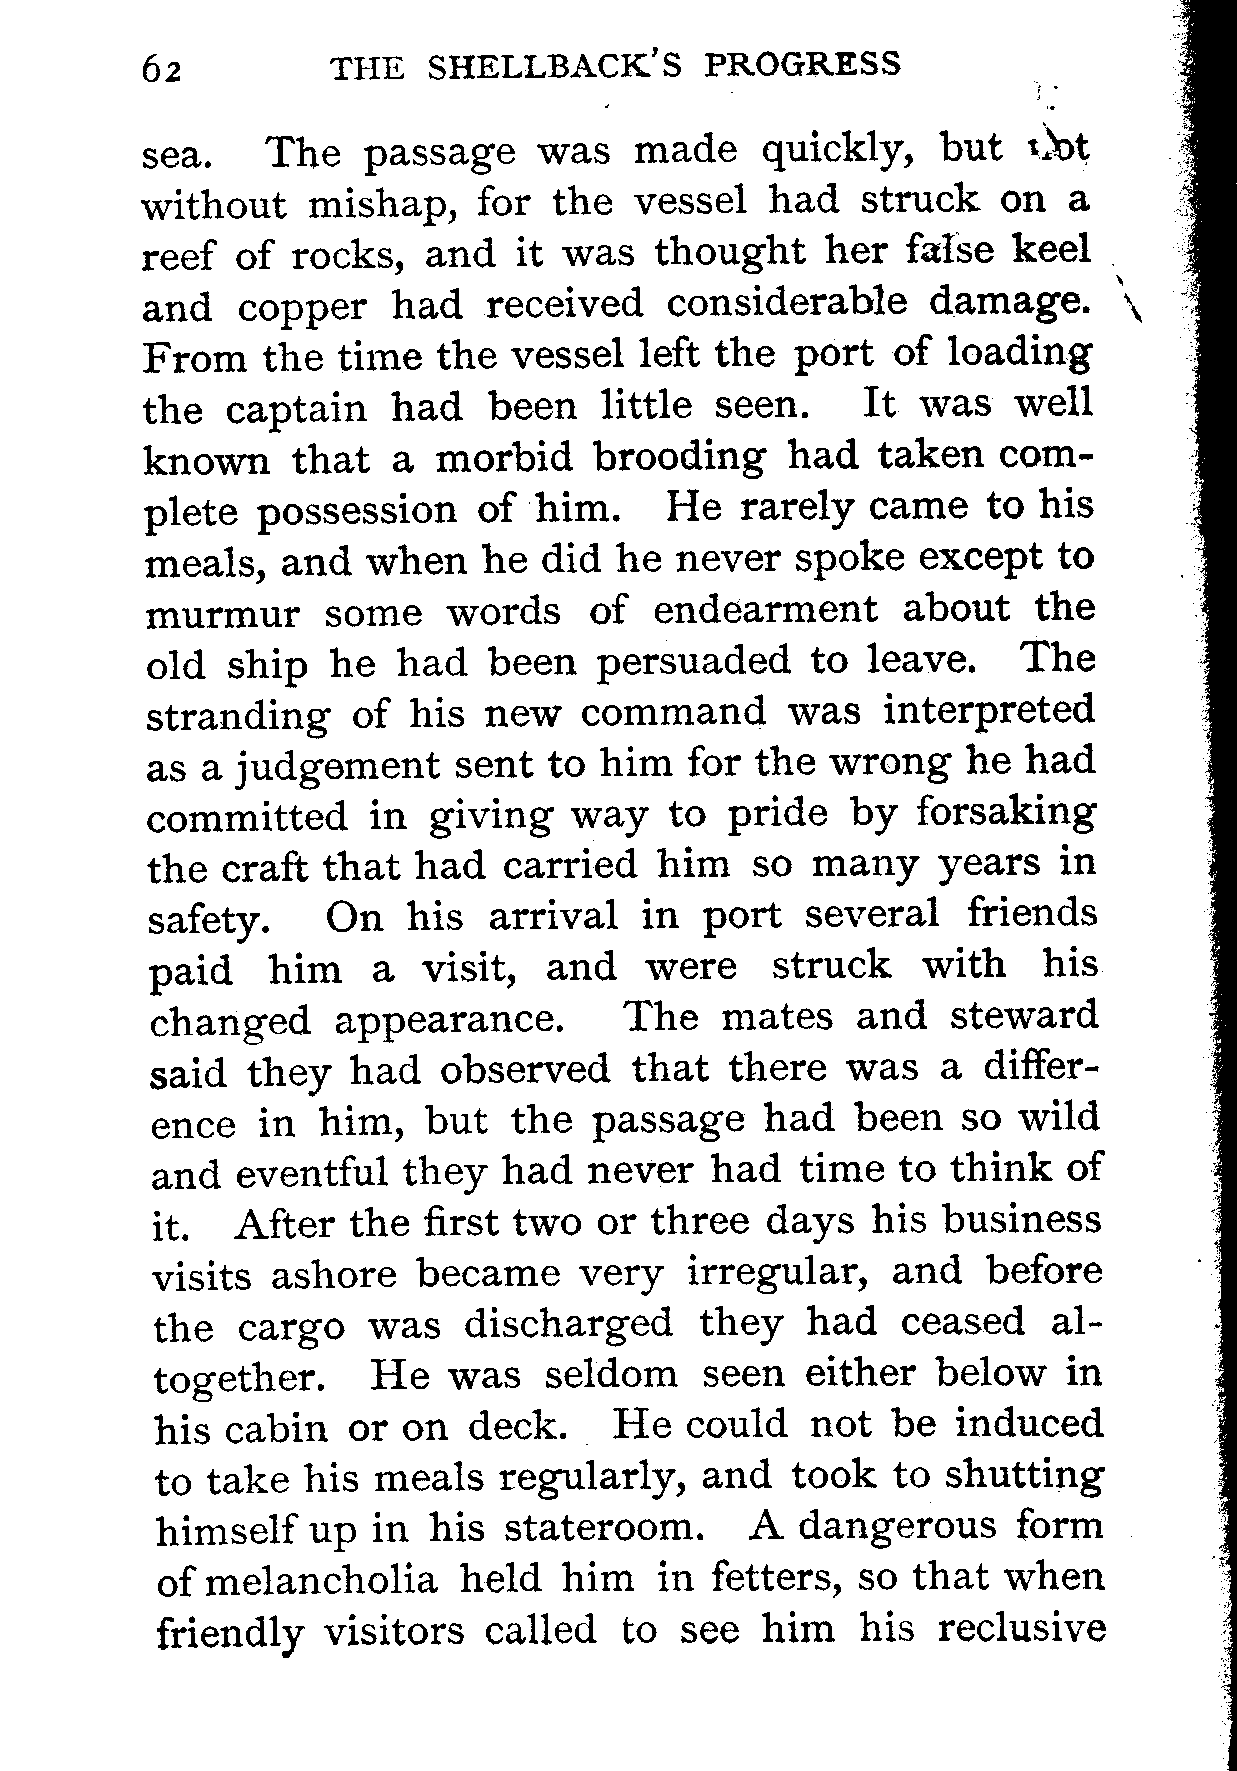 62 THE SHELLBACK'S PROGRESS
sea. The passage was made quickly, but
without mishap, for the vessel had struck on a
reef of rocks, and it was thought her false keel
and copper had received considerable damage.
From the time the vessel left the port of loading
the captain had been little seen. It was well
known that a morbid brooding had taken com-
plete possession of him. He rarely came to his
meals, and when he did he never spoke except to
murmur some words of endearment about the
old ship he had been persuaded to leave. The
stranding of his new command was interpreted
as a judgement sent to him for the wrong he had
committed in giving way to pride by forsaking
the craft that had carried him so many years in
safety. On his arrival in port several friends
paid him a visit, and were struck with his
changed appearance. The mates and steward
said they had observed that there was a differ-
ence in him, but the passage had been so wild
and eventful they had never had time to think of
it. After the first two or three days his business
visits ashore became very irregular, and before
the cargo was discharged they had ceased al-
together. He was seldom seen either below in
his cabin or on deck. He could not be induced
to take his meals regularly, and took to shutting
himself up in his stateroom. A dangerous form
of melancholia held him in fetters, so that when
friendly visitors called to see him his reclusive